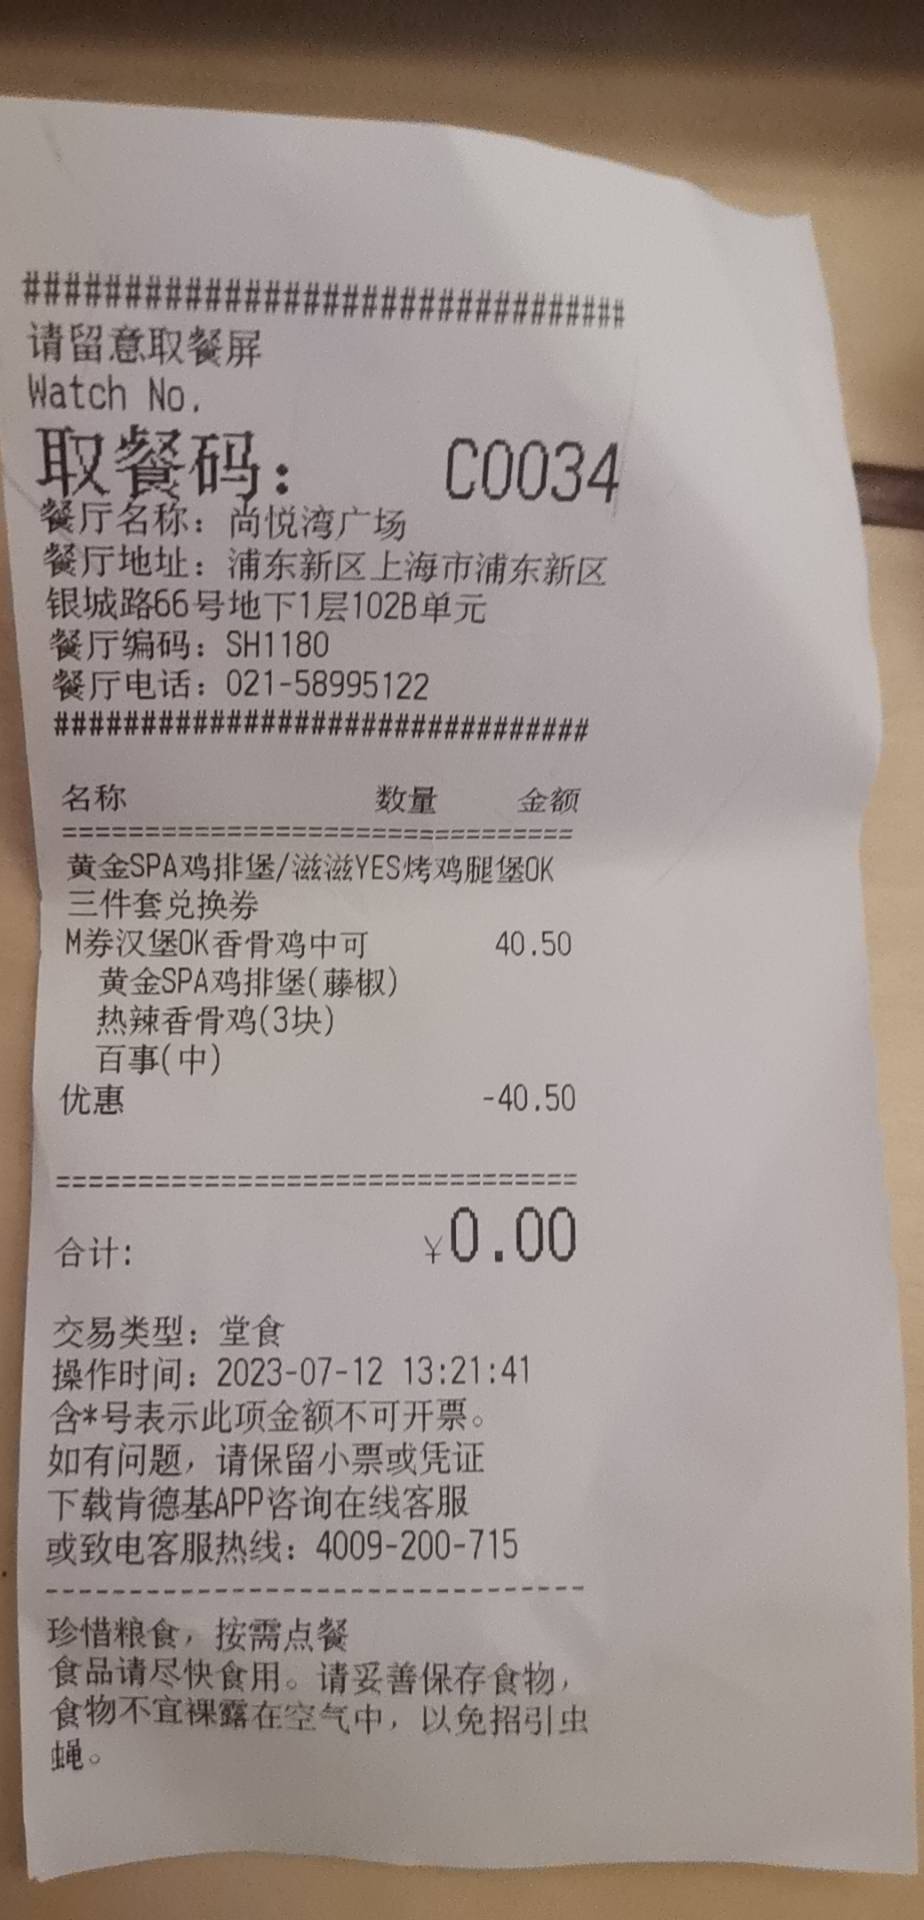 ###############################
请留意取餐屏
Watch No.
取餐码： C0034
餐厅名称：尚悦湾广场
餐厅地址：浦东新区上海市浦东新区
银城路66号地下1层102B单元
餐厅编码：SH1180
餐厅电话：021-58995122
###############################
名称 数量 金额
================================
黄金SPA鸡排堡/滋滋YES烤鸡腿堡OK
三件套兑换券
M券汉堡OK香骨鸡中可 40.50
黄金SPA鸡排堡(藤椒)
热辣香骨鸡(3块)
百事(中)
优惠 -40.50
================================
合计: ¥0.00
交易类型：堂食
操作时间：2023-07-12 13:21:41
含*号表示此项金额不可开票。
如有问题，请保留小票或凭证
下载肯德基APP咨询在线客服
或致电客服热线：4009-200-715
--------------------------------
珍惜粮食，按需点餐
食品请尽快食用。请妥善保存食物，
食物不宜裸露在空气中，以免招引虫
蝇。